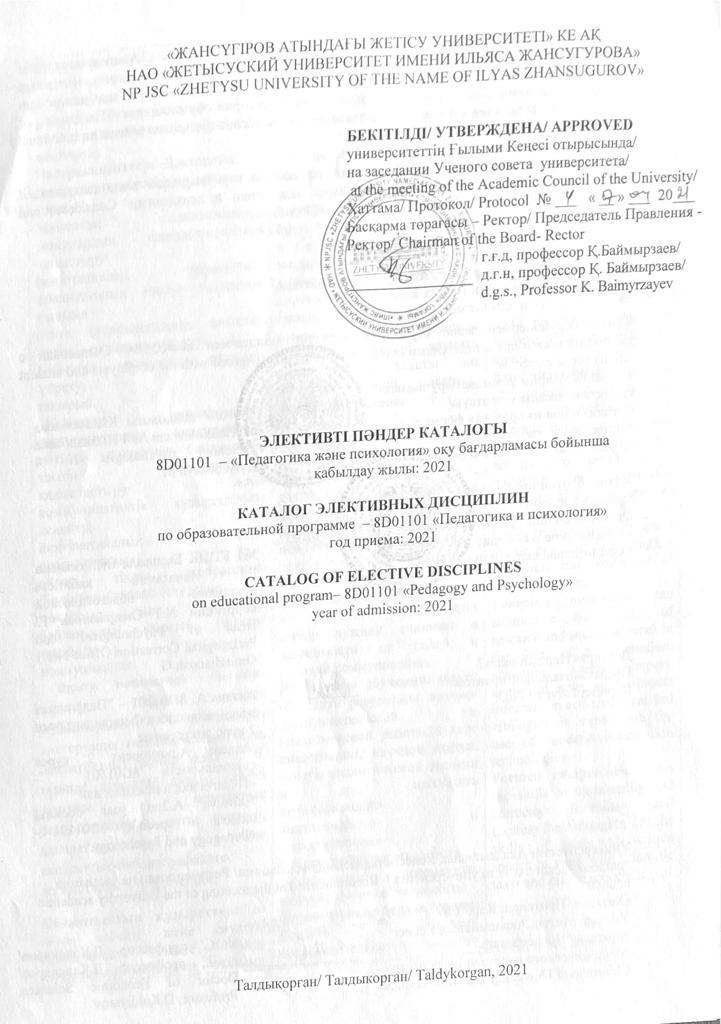 «ЖАНСҮГІРОВ АТЫНДАҒЫ ЖЕТІСУ УНИВЕРСИТЕТІ» КЕ АҚ
НАО «ЖЕТЫСУСКИЙ УНИВЕРСИТЕТ ИМЕНИ ИЛЬЯСА ЖАНСУГУРОВА»
NP JSC «ZHETYSU UNIVERSITY OF THE NAME OF ILYAS ZHANSUGUROV»
БЕКІТІЛДІ/ УТВЕРЖДЕНА/ APPROVED
университеттің Ғылыми Кеңесі отырысында/
на заседании Ученого совета университета/
at the meeting of the Academic Council of the University/
Хаттама/ Протокол/ Protocol № «» 2021
Басқарма төрағасы – Ректор/ Председатель Правления -
Ректор/ Chairman of the Board- Rector
г.ғ.д, профессор Қ.Баймырзаев/
д.г.н, профессор Қ. Баймырзаев/
d.g.s., Professor K. Baimyrzayev
ZHETYSU UNIVERSITY
ЭЛЕКТИВТІ ПӘНДЕР КАТАЛОГЫ
8D01101 – «Педагогика және психология» оқу бағдарламасы бойынша
қабылдау жылы: 2021
КАТАЛОГ ЭЛЕКТИВНЫХ ДИСЦИПЛИН
по образовательной программе – 8D01101 «Педагогика и психология»
год приема: 2021
CATALOG OF ELECTIVE DISCIPLINES
on educational program– 8D01101 «Pedagogy and Psychology»
year of admission: 2021
Талдықорған/ Талдыкорган/ Taldykorgan, 2021